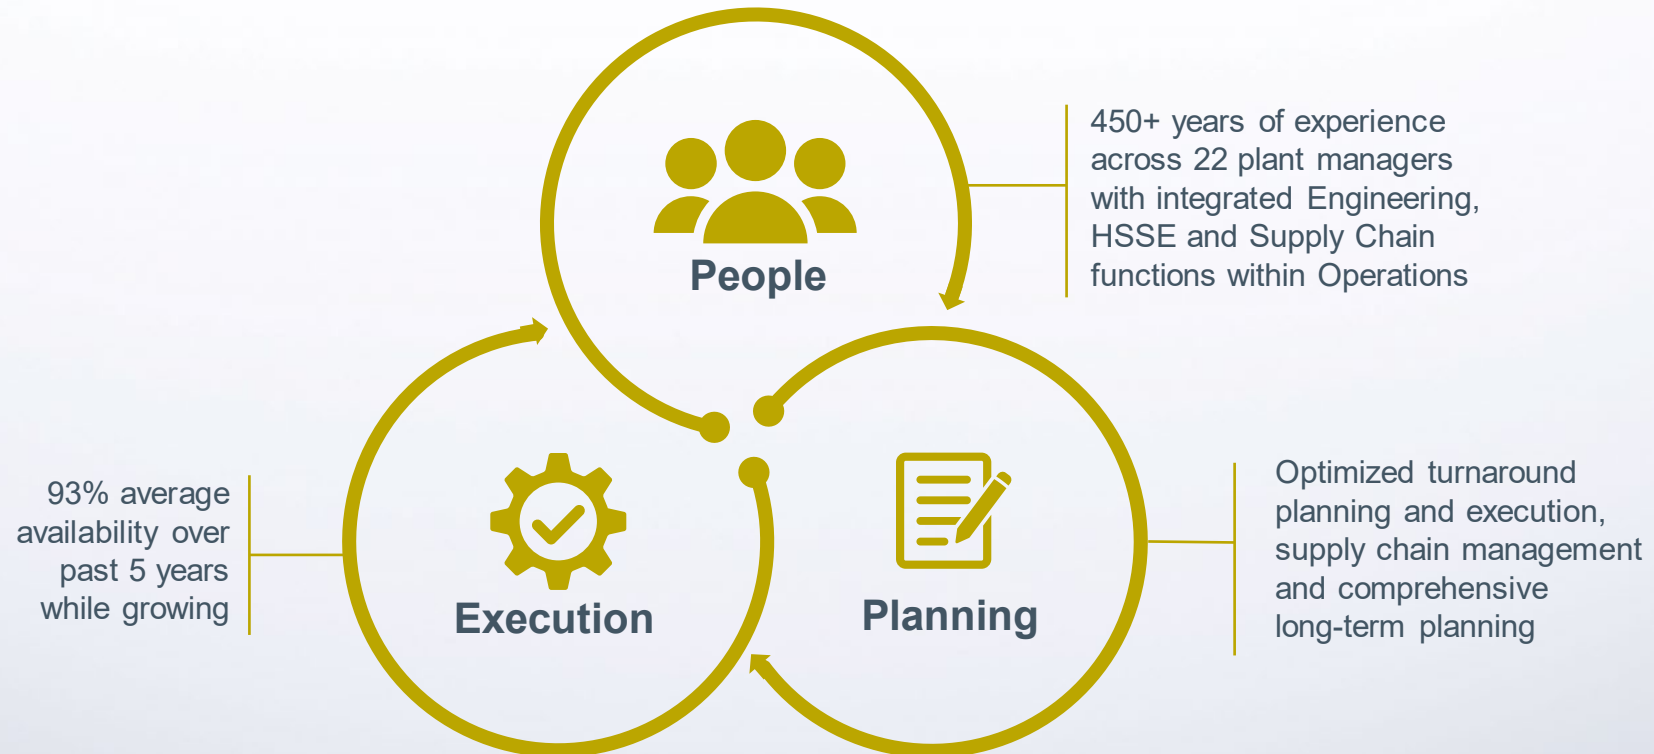 People
450+ years of experience
across 22 plant managers
with integrated Engineering,
HSSE and Supply Chain
functions within Operations
93% average
availability over
past 5 years
while growing
Execution
Planning
Optimized turnaround
planning and execution,
supply chain management
and comprehensive
long-term planning